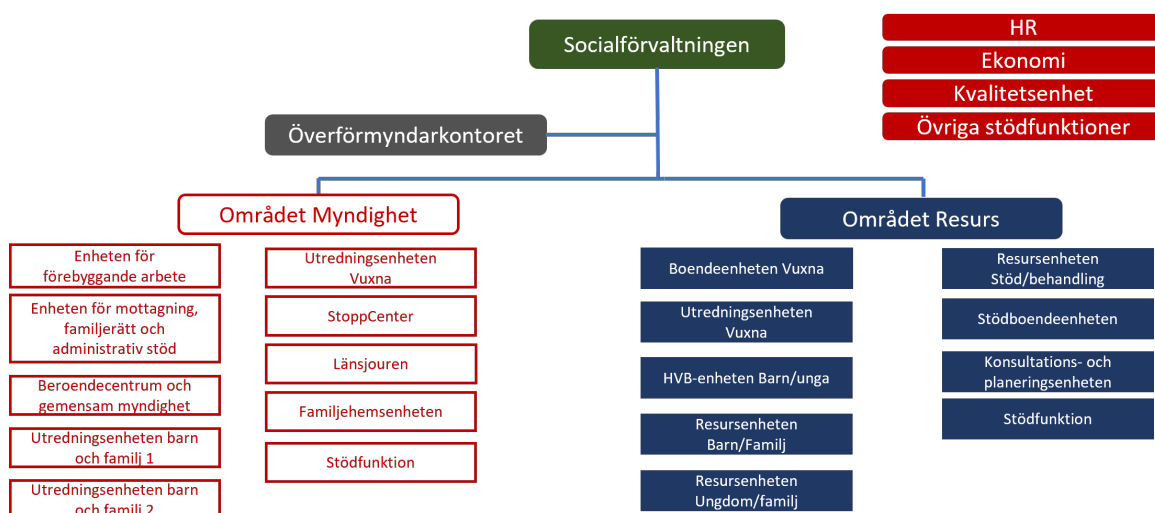 Socialförvaltningen
HR
Ekonomi
Kvalitetsenhet
Övriga stödfunktioner
Överförmyndarkontoret
Området Myndighet
Enheten för
förebyggande arbete
Enheten för mottagning,
familjerätt och
administrativ stöd
Beroendecentrum och
gemensam myndighet
Utredningsenheten barn
och familj 1
Utredningsenheten barn
och familj 2
Utredningsenheten
Vuxna
StoppCenter
Länsjouren
Familjehemsenheten
Stödfunktion
Området Resurs
Boendeenheten Vuxna
Utredningsenheten
Vuxna
HVB-enheten Barn/unga
Resursenheten
Barn/Familj
Resursenheten
Ungdom/familj
Resursenheten
Stöd/behandling
Stödboendeenheten
Konsultations- och
planeringsenheten
Stödfunktion